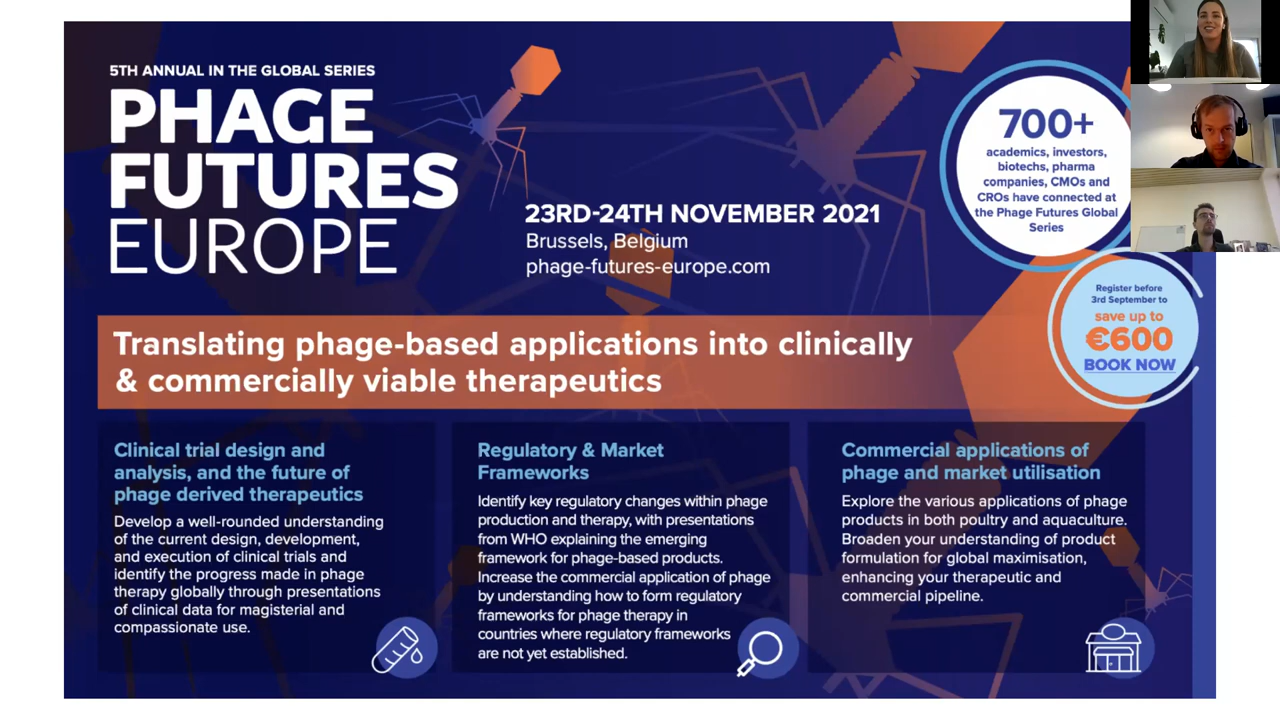 5TH ANNUAL IN THE GLOBAL SERIES
PHAGE
FUTURES
EUROPE
23RD-24TH NOVEMBER 2021
Brussels, Belgium
phage-futures-europe.com
700+
academics, investors,
biotechs, pharma
companies, CMOs and
CROs have connected at
the Phage Futures Global
Series
Register before
3rd September to
save up to
€600
BOOK NOW
Translating phage-based applications into clinically
& commercially viable therapeutics
Clinical trial design and
analysis, and the future of
phage derived therapeutics
Develop a well-rounded understanding
of the current design, development,
and execution of clinical trials and
identify the progress made in phage
therapy globally through presentations
of clinical data for magisterial and
compassionate use.
Regulatory & Market
Frameworks
Identify key regulatory changes within phage
production and therapy, with presentations
from WHO explaining the emerging
framework for phage-based products.
Increase the commercial application of phage
by understanding how to form regulatory
frameworks for phage therapy in
countries where regulatory frameworks
are not yet established.
Commercial applications of
phage and market utilisation
Explore the various applications of phage
products in both poultry and aquaculture.
Broaden your understanding of product
formulation for global maximisation,
enhancing your therapeutic and
commercial pipeline.